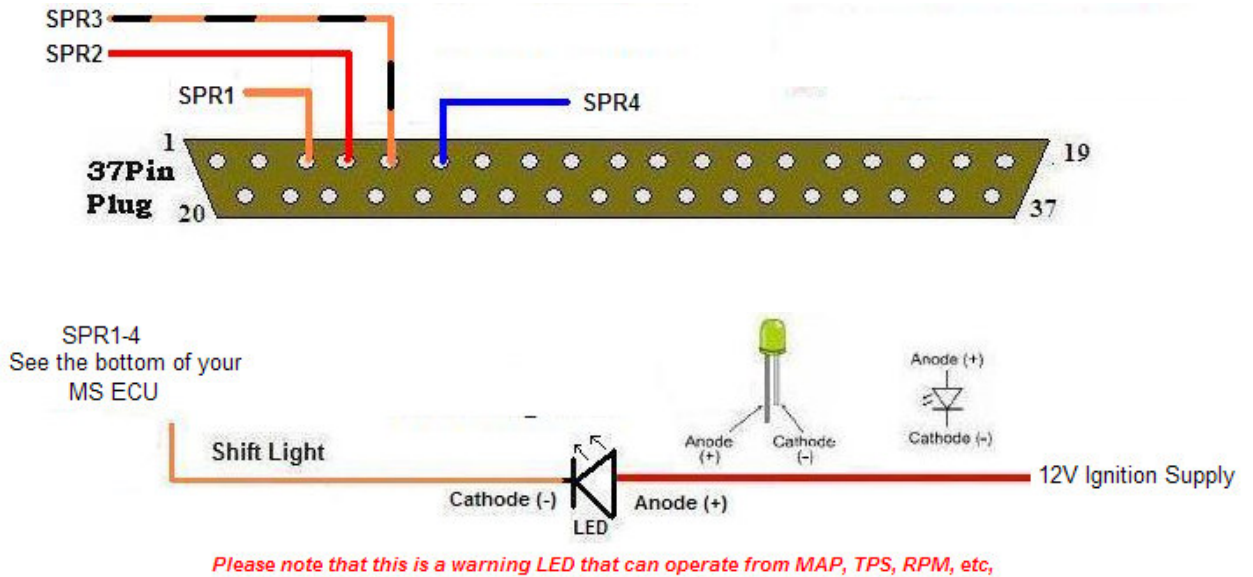 SPR3
SPR2
SPR1
SPR4
1
19
37Pin
Plug
20
37
SPR1-4
See the bottom of your
MS ECU
Anode (+)
Cathode (-)
Anode
(+)
Cathode
(-)
Shift Light
12V Ignition Supply
Cathode (-)
Anode (+)
LED
Please note that this is a warning LED that can operate from MAP, TPS, RPM, etc,